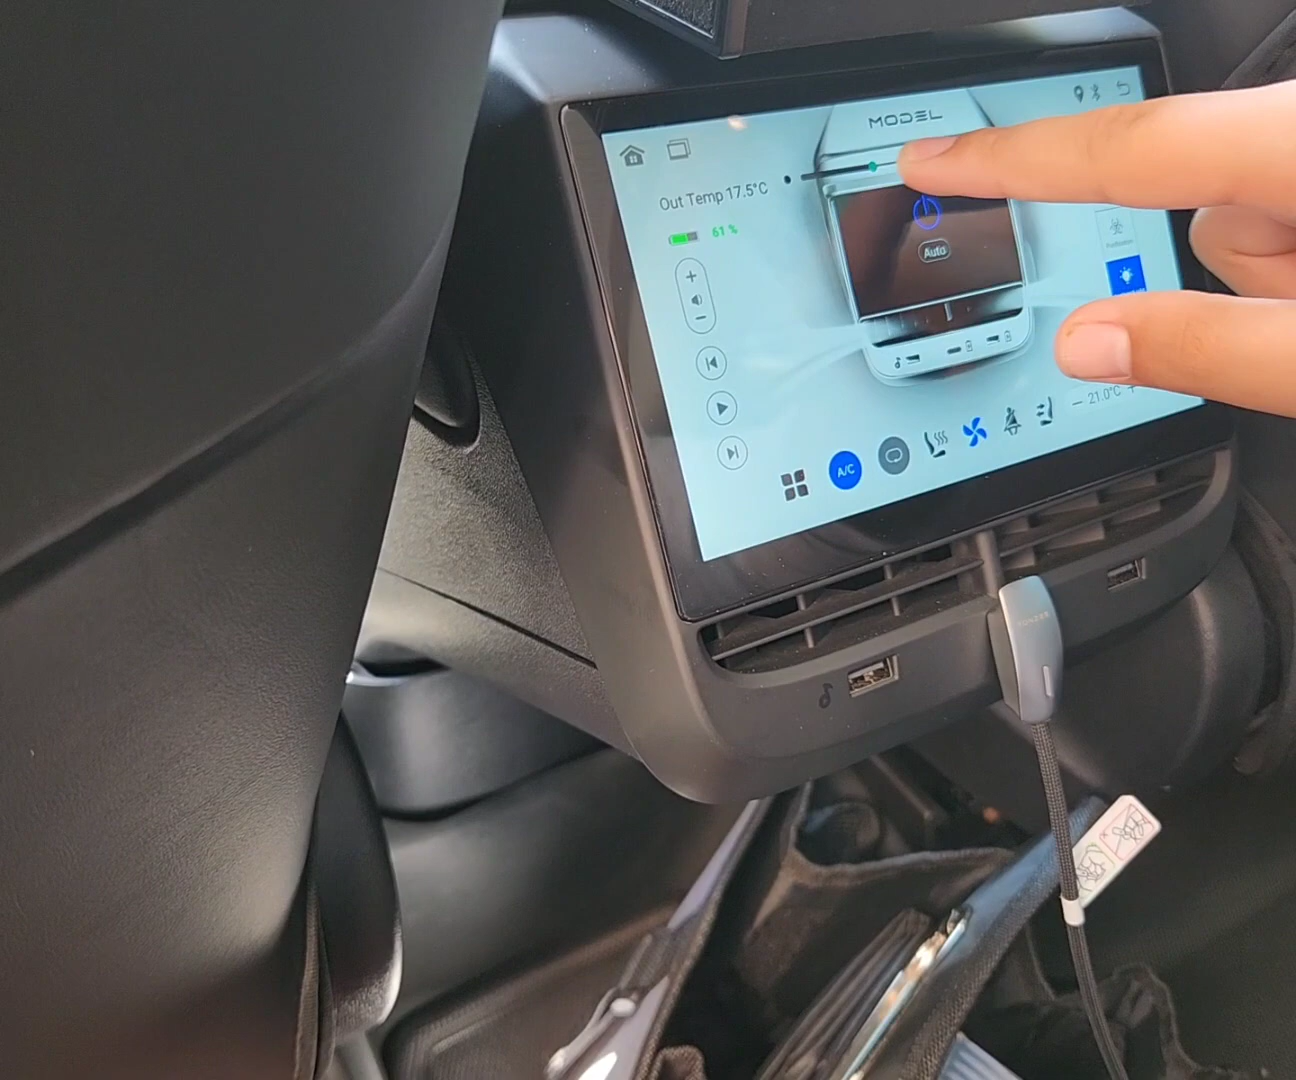 MODEL
Out Temp 17.5°C
61 %
Auto
A/C
— 21.0°C +